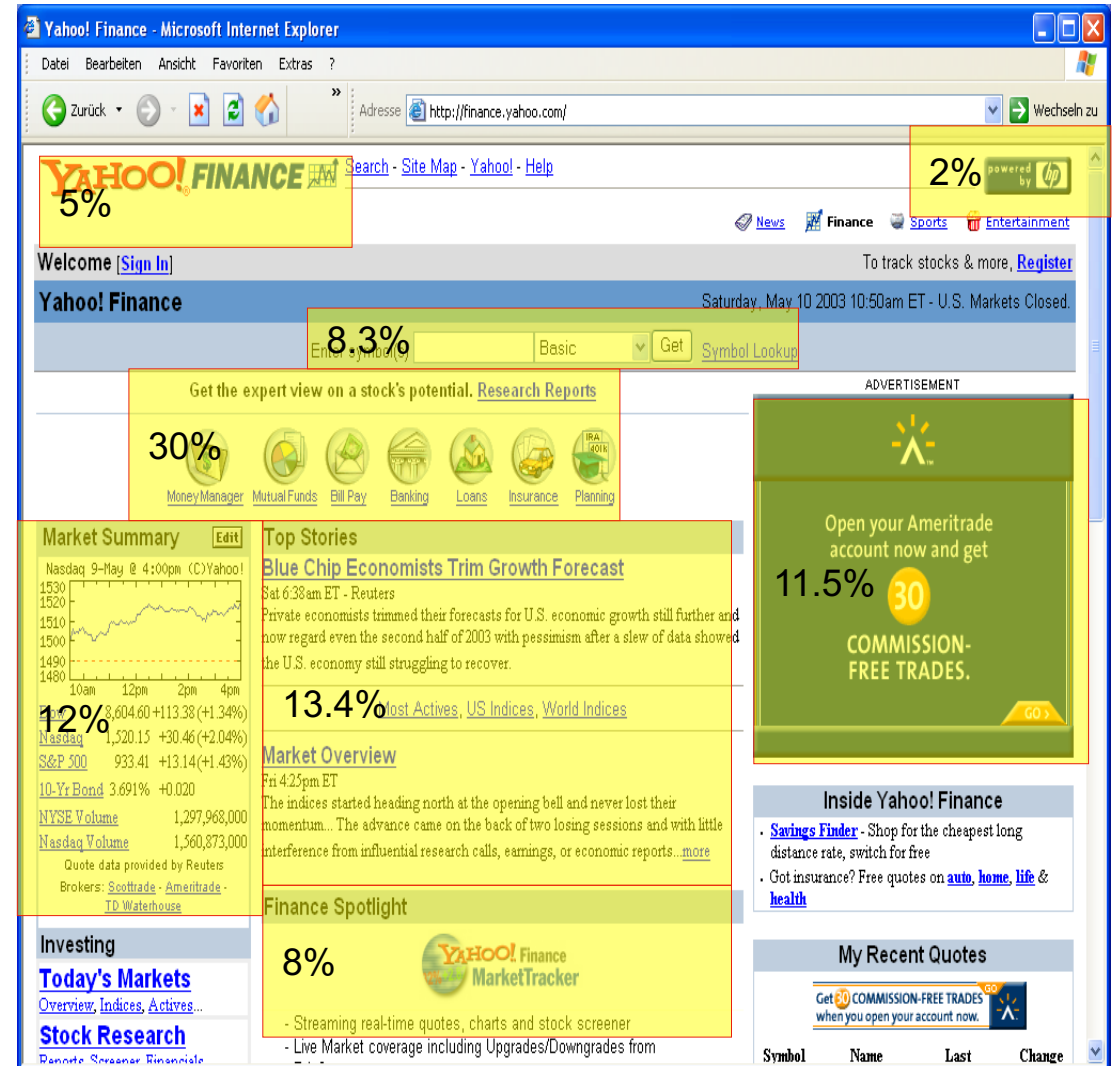 Yahoo! Finance - Microsoft Internet Explorer
Datei Bearbeiten Ansicht Favoriten Extras ?
Zurück » Adresse http://finance.yahoo.com/ Wechseln zu
YAHOO! FINANCE Search - Site Map - Yahoo! - Help
5%
2% powered by hp
News Finance Sports Entertainment
Welcome [Sign In] To track stocks & more, Register
Yahoo! Finance Saturday, May 10 2003 10:50am ET - U.S. Markets Closed.
8.3%
Enter symbol(s) Basic Get Symbol Lookup
Get the expert view on a stock's potential. Research Reports
30%
IRA 401k
Money Manager Mutual Funds Bill Pay Banking Loans Insurance Planning
ADVERTISEMENT
Open your Ameritrade
account now and get
11.5%
30
COMMISSION-
FREE TRADES.
GO >
Market Summary Edit
Nasdaq 9-May @ 4:00pm (C)Yahoo!
1530
1520
1510
1500
1490
1480
10am 12pm 2pm 4pm
12%
Dow 8,604.60 +113.38 (+1.34%)
Nasdaq 1,520.15 +30.46 (+2.04%)
S&P 500 933.41 +13.14 (+1.43%)
10-Yr Bond 3.691% +0.020
NYSE Volume 1,297,968,000
Nasdaq Volume 1,560,873,000
Quote data provided by Reuters
Brokers: Scottrade - Ameritrade -
TD Waterhouse
Top Stories
Blue Chip Economists Trim Growth Forecast
Sat 6:38am ET - Reuters
Private economists trimmed their forecasts for U.S. economic growth still further and
now regard even the second half of 2003 with pessimism after a slew of data showed
the U.S. economy still struggling to recover.
13.4%
Most Actives, US Indices, World Indices
Market Overview
Fri 4:25pm ET
The indices started heading north at the opening bell and never lost their
momentum... The advance came on the back of two losing sessions and with little
interference from influential research calls, earnings, or economic reports...more
Finance Spotlight
8%
YAHOO! Finance
MarketTracker
- Streaming real-time quotes, charts and stock screener
- Live Market coverage including Upgrades/Downgrades from
Investing
Today's Markets
Overview, Indices, Actives...
Stock Research
Reports, Screener, Financials
Inside Yahoo! Finance
· Savings Finder - Shop for the cheapest long
distance rate, switch for free
· Got insurance? Free quotes on auto, home, life &
health
My Recent Quotes
Get 30 COMMISSION-FREE TRADES GO
when you open your account now.
Symbol Name Last Change